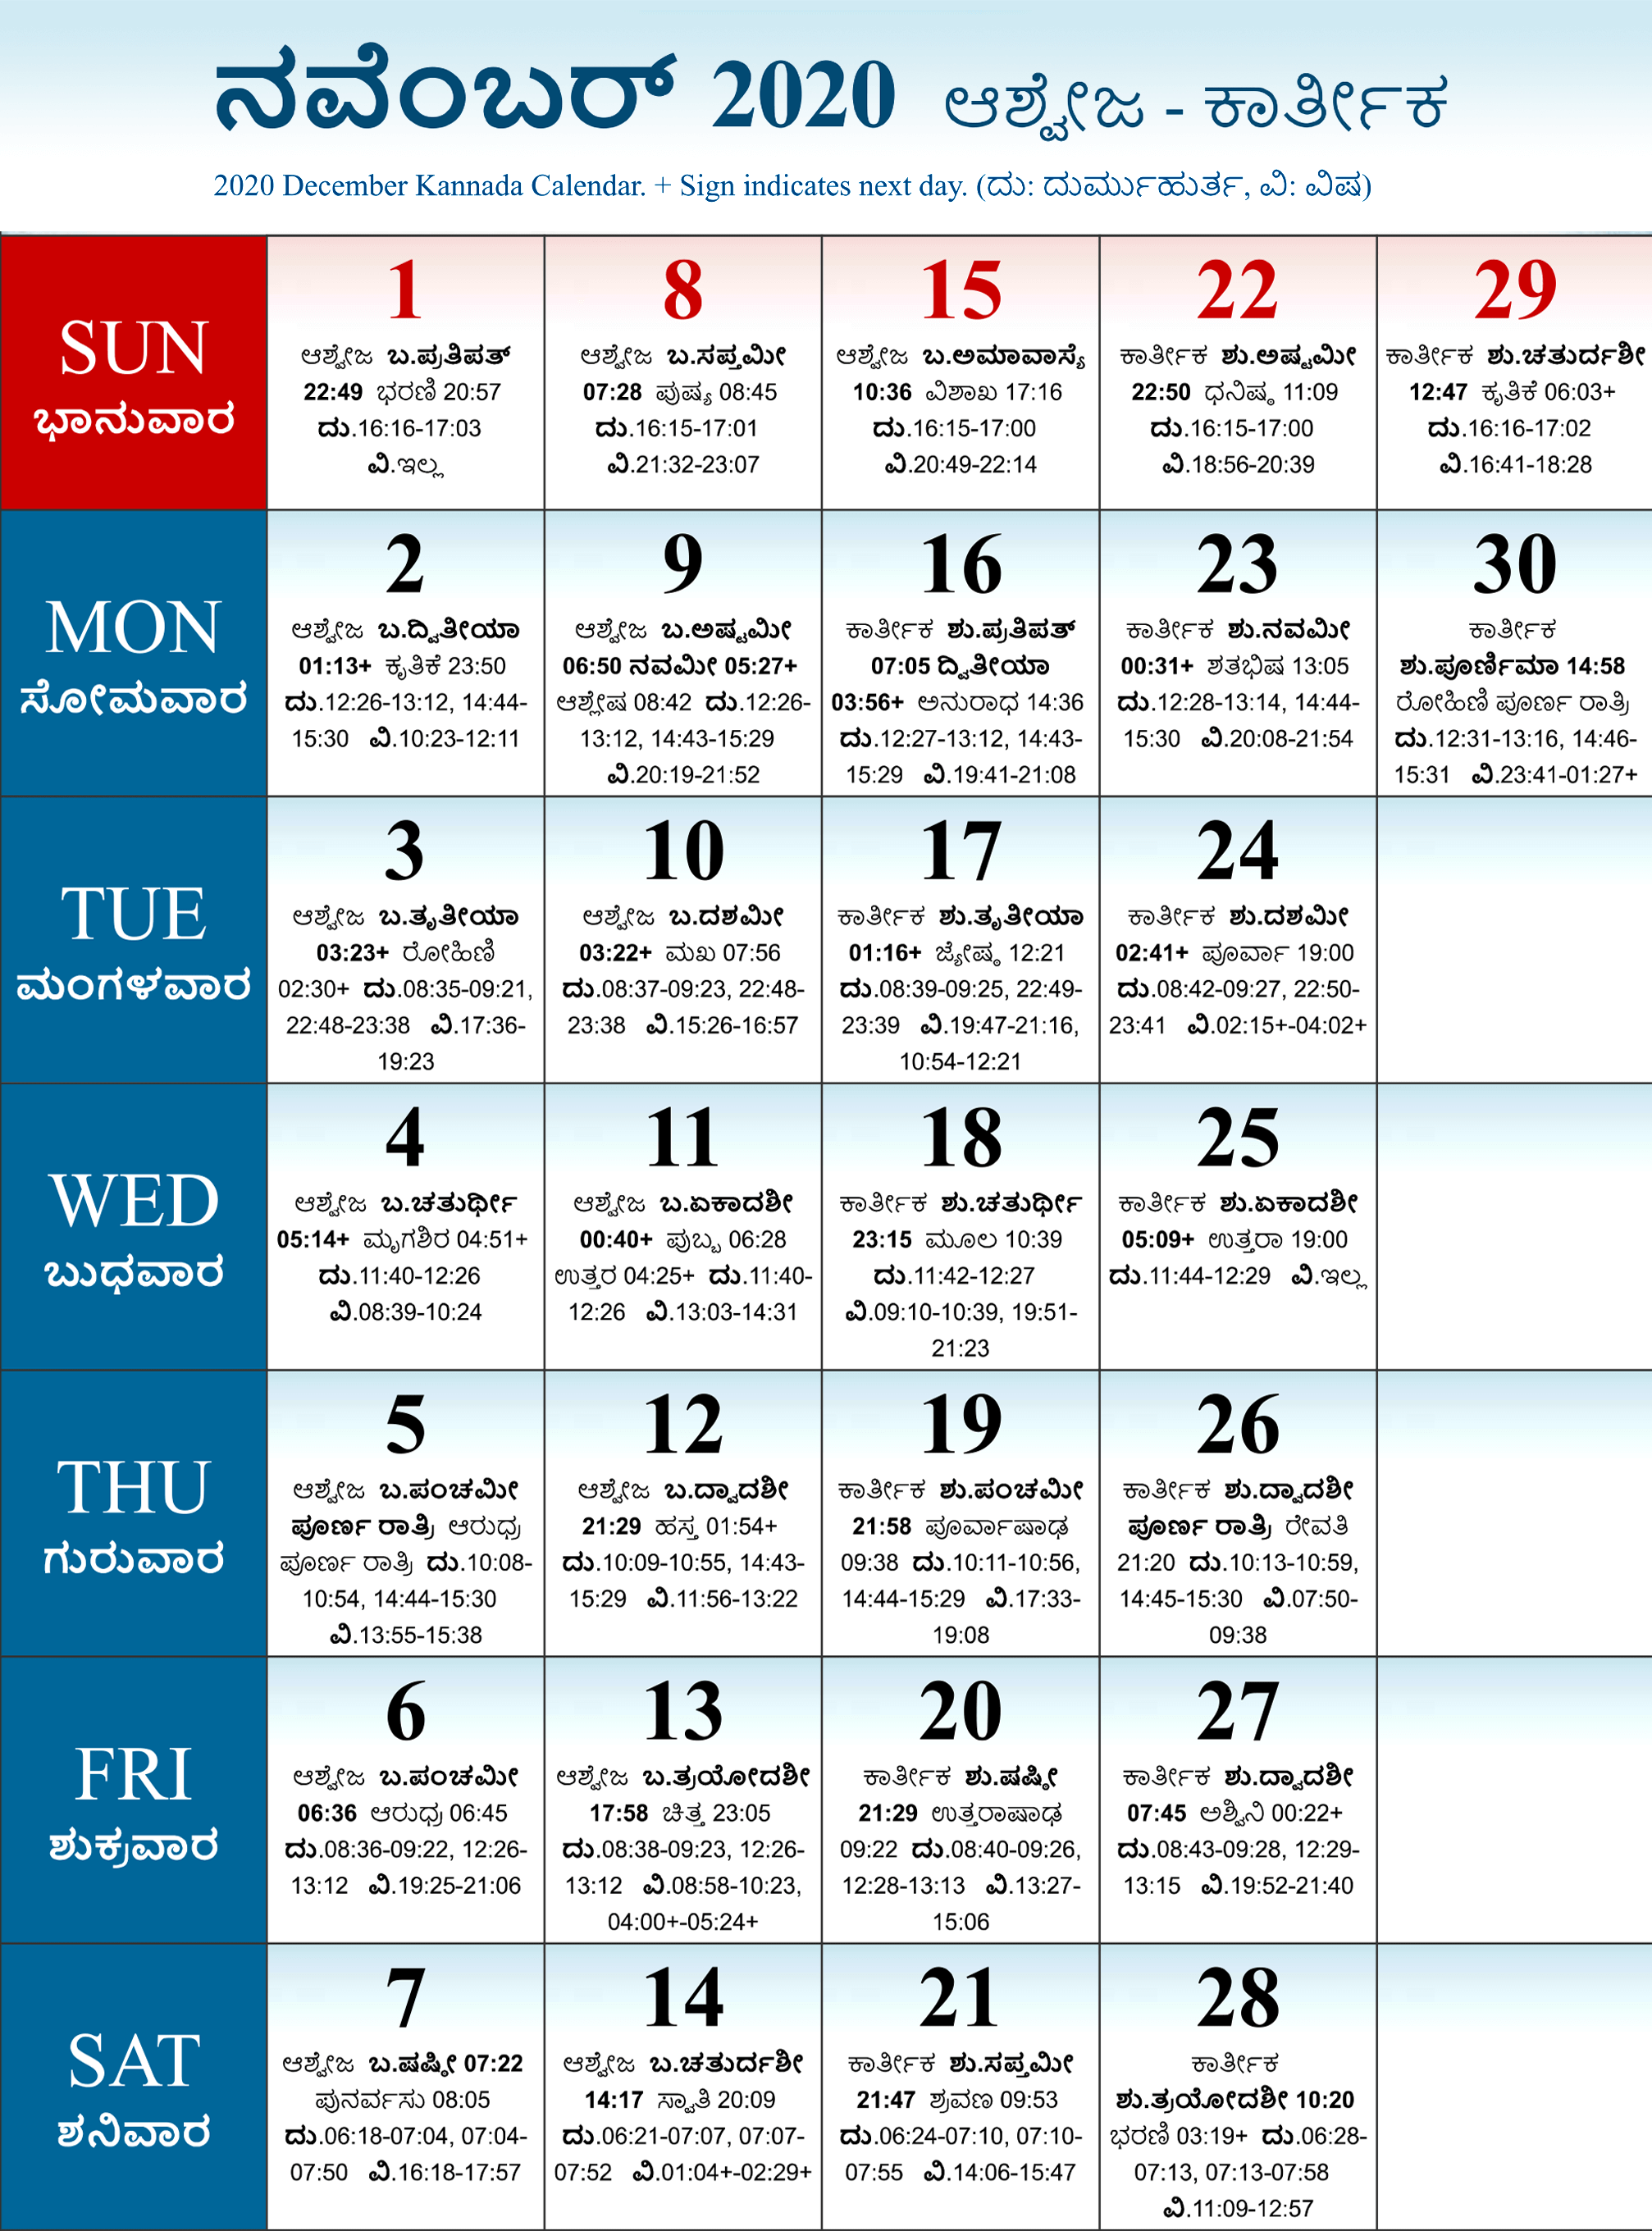 ನವೆಂಬರ್ 2020 ಆಶ್ವೇಜ - ಕಾರ್ತೀಕ
2020 December Kannada Calendar. + Sign indicates next day. (ದು: ದುರ್ಮುಹುರ್ತ, ವಿ: ವಿಷ)
SUN
ಭಾನುವಾರ
1
ಆಶ್ವೇಜ ಬ.ಪ್ರತಿಪತ್
22:49 ಭರಣಿ 20:57
ದು.16:16-17:03
ವಿ.ಇಲ್ಲ
8
ಆಶ್ವೇಜ ಬ.ಸಪ್ತಮೀ
07:28 ಪುಷ್ಯ 08:45
ದು.16:15-17:01
ವಿ.21:32-23:07
15
ಆಶ್ವೇಜ ಬ.ಅಮಾವಾಸ್ಯೆ
10:36 ವಿಶಾಖ 17:16
ದು.16:15-17:00
ವಿ.20:49-22:14
22
ಕಾರ್ತೀಕ ಶು.ಅಷ್ಟಮೀ
22:50 ಧನಿಷ್ಠ 11:09
ದು.16:15-17:00
ವಿ.18:56-20:39
29
ಕಾರ್ತೀಕ ಶು.ಚತುರ್ದಶೀ
12:47 ಕೃತಿಕೆ 06:03+
ದು.16:16-17:02
ವಿ.16:41-18:28
MON
ಸೋಮವಾರ
2
ಆಶ್ವೇಜ ಬ.ದ್ವಿತೀಯಾ
01:13+ ಕೃತಿಕೆ 23:50
ದು.12:26-13:12, 14:44-
15:30 ವಿ.10:23-12:11
9
ಆಶ್ವೇಜ ಬ.ಅಷ್ಟಮೀ
06:50 ನವಮೀ 05:27+
ಆಶ್ಲೇಷ 08:42 ದು.12:26-
13:12, 14:43-15:29
ವಿ.20:19-21:52
16
ಕಾರ್ತೀಕ ಶು.ಪ್ರತಿಪತ್
07:05 ದ್ವಿತೀಯಾ
03:56+ ಅನುರಾಧ 14:36
ದು.12:27-13:12, 14:43-
15:29 ವಿ.19:41-21:08
23
ಕಾರ್ತೀಕ ಶು.ನವಮೀ
00:31+ ಶತಭಿಷ 13:05
ದು.12:28-13:14, 14:44-
15:30 ವಿ.20:08-21:54
30
ಕಾರ್ತೀಕ
ಶು.ಪೂರ್ಣಿಮಾ 14:58
ರೋಹಿಣಿ ಪೂರ್ಣ ರಾತ್ರಿ
ದು.12:31-13:16, 14:46-
15:31 ವಿ.23:41-01:27+
TUE
ಮಂಗಳವಾರ
3
ಆಶ್ವೇಜ ಬ.ತೃತೀಯಾ
03:23+ ರೋಹಿಣಿ
02:30+ ದು.08:35-09:21,
22:48-23:38 ವಿ.17:36-
19:23
10
ಆಶ್ವೇಜ ಬ.ದಶಮೀ
03:22+ ಮಖ 07:56
ದು.08:37-09:23, 22:48-
23:38 ವಿ.15:26-16:57
17
ಕಾರ್ತೀಕ ಶು.ತೃತೀಯಾ
01:16+ ಜ್ಯೇಷ್ಠ 12:21
ದು.08:39-09:25, 22:49-
23:39 ವಿ.19:47-21:16,
10:54-12:21
24
ಕಾರ್ತೀಕ ಶು.ದಶಮೀ
02:41+ ಪೂರ್ವಾ 19:00
ದು.08:42-09:27, 22:50-
23:41 ವಿ.02:15+-04:02+
WED
ಬುಧವಾರ
4
ಆಶ್ವೇಜ ಬ.ಚತುರ್ಥೀ
05:14+ ಮೃಗಶಿರ 04:51+
ದು.11:40-12:26
ವಿ.08:39-10:24
11
ಆಶ್ವೇಜ ಬ.ಏಕಾದಶೀ
00:40+ ಪುಬ್ಬ 06:28
ಉತ್ತರ 04:25+ ದು.11:40-
12:26 ವಿ.13:03-14:31
18
ಕಾರ್ತೀಕ ಶು.ಚತುರ್ಥೀ
23:15 ಮೂಲ 10:39
ದು.11:42-12:27
ವಿ.09:10-10:39, 19:51-
21:23
25
ಕಾರ್ತೀಕ ಶು.ಏಕಾದಶೀ
05:09+ ಉತ್ತರಾ 19:00
ದು.11:44-12:29 ವಿ.ಇಲ್ಲ
THU
ಗುರುವಾರ
5
ಆಶ್ವೇಜ ಬ.ಪಂಚಮೀ
ಪೂರ್ಣ ರಾತ್ರಿ ಆರುಧ್ರ
ಪೂರ್ಣ ರಾತ್ರಿ ದು.10:08-
10:54, 14:44-15:30
ವಿ.13:55-15:38
12
ಆಶ್ವೇಜ ಬ.ದ್ವಾದಶೀ
21:29 ಹಸ್ತ 01:54+
ದು.10:09-10:55, 14:43-
15:29 ವಿ.11:56-13:22
19
ಕಾರ್ತೀಕ ಶು.ಪಂಚಮೀ
21:58 ಪೂರ್ವಾಷಾಢ
09:38 ದು.10:11-10:56,
14:44-15:29 ವಿ.17:33-
19:08
26
ಕಾರ್ತೀಕ ಶು.ದ್ವಾದಶೀ
ಪೂರ್ಣ ರಾತ್ರಿ ರೇವತಿ
21:20 ದು.10:13-10:59,
14:45-15:30 ವಿ.07:50-
09:38
FRI
ಶುಕ್ರವಾರ
6
ಆಶ್ವೇಜ ಬ.ಪಂಚಮೀ
06:36 ಆರುಧ್ರ 06:45
ದು.08:36-09:22, 12:26-
13:12 ವಿ.19:25-21:06
13
ಆಶ್ವೇಜ ಬ.ತ್ರಯೋದಶೀ
17:58 ಚಿತ್ತ 23:05
ದು.08:38-09:23, 12:26-
13:12 ವಿ.08:58-10:23,
04:00+-05:24+
20
ಕಾರ್ತೀಕ ಶು.ಷಷ್ಠೀ
21:29 ಉತ್ತರಾಷಾಢ
09:22 ದು.08:40-09:26,
12:28-13:13 ವಿ.13:27-
15:06
27
ಕಾರ್ತೀಕ ಶು.ದ್ವಾದಶೀ
07:45 ಅಶ್ವಿನಿ 00:22+
ದು.08:43-09:28, 12:29-
13:15 ವಿ.19:52-21:40
SAT
ಶನಿವಾರ
7
ಆಶ್ವೇಜ ಬ.ಷಷ್ಠೀ 07:22
ಪುನರ್ವಸು 08:05
ದು.06:18-07:04, 07:04-
07:50 ವಿ.16:18-17:57
14
ಆಶ್ವೇಜ ಬ.ಚತುರ್ದಶೀ
14:17 ಸ್ವಾತಿ 20:09
ದು.06:21-07:07, 07:07-
07:52 ವಿ.01:04+-02:29+
21
ಕಾರ್ತೀಕ ಶು.ಸಪ್ತಮೀ
21:47 ಶ್ರವಣ 09:53
ದು.06:24-07:10, 07:10-
07:55 ವಿ.14:06-15:47
28
ಕಾರ್ತೀಕ
ಶು.ತ್ರಯೋದಶೀ 10:20
ಭರಣಿ 03:19+ ದು.06:28-
07:13, 07:13-07:58
ವಿ.11:09-12:57